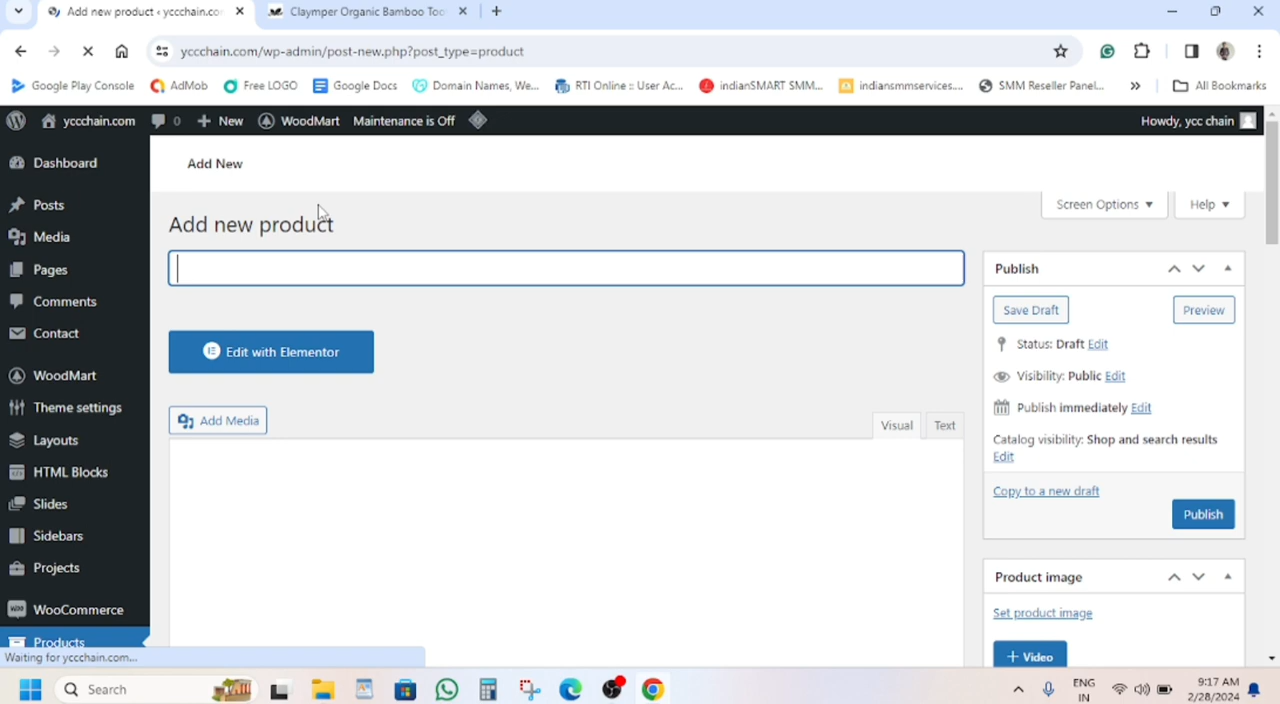 Add new product ‹ yccchain.co
Claymper Organic Bamboo Too
yccchain.com/wp-admin/post-new.php?post_type=product
Google Play Console
AdMob
Free LOGO
Google Docs
Domain Names, We...
RTI Online :: User Ac...
indianSMART SMM...
indiansmmservices....
SMM Reseller Panel...
»
All Bookmarks
yccchain.com
0
New
WoodMart
Maintenance is Off
Howdy, ycc chain
Dashboard
Posts
Media
Pages
Comments
Contact
WoodMart
Theme settings
Layouts
HTML Blocks
Slides
Sidebars
Projects
WooCommerce
Products
Add New
Screen Options
Help
Add new product
Edit with Elementor
Add Media
Visual
Text
Publish
Save Draft
Preview
Status: Draft Edit
Visibility: Public Edit
Publish immediately Edit
Catalog visibility: Shop and search results
Edit
Copy to a new draft
Publish
Product image
Set product image
+ Video
Waiting for yccchain.com...
Search
ENG
IN
9:17 AM
2/28/2024